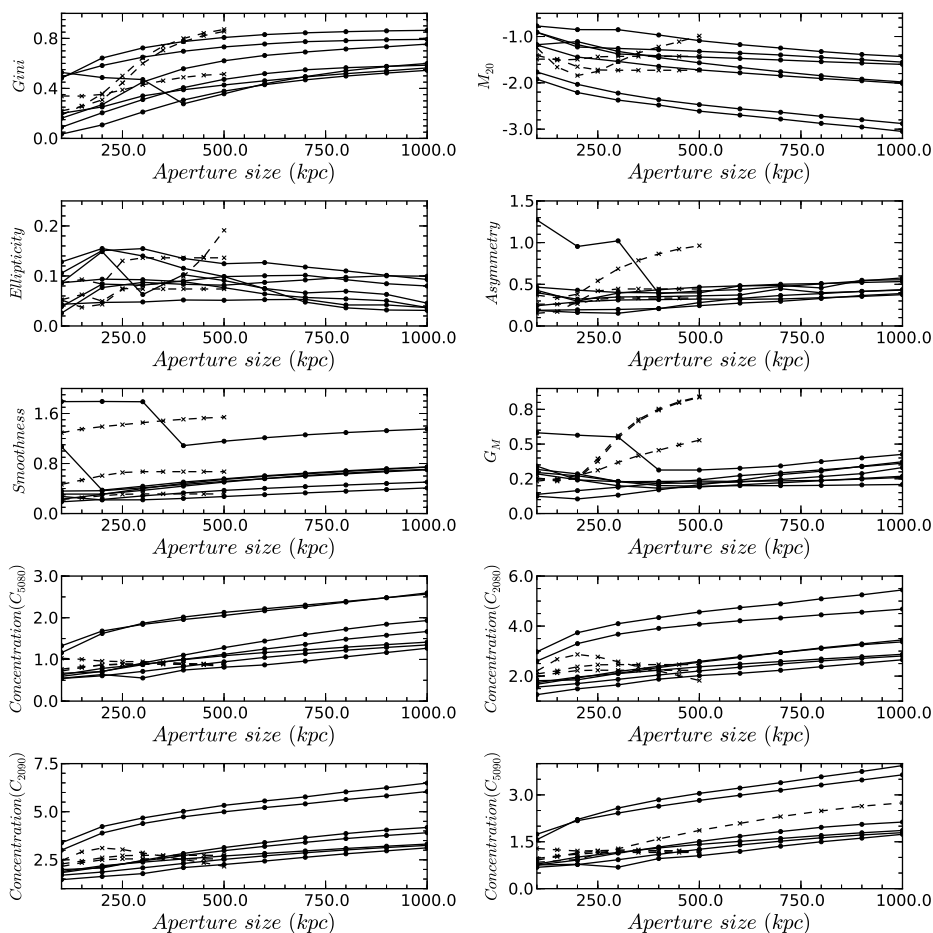 0.8
0.4
0.0
Gini
250.0 500.0 750.0 1000.0
Aperture size (kpc)
-1.0
-2.0
-3.0
M20
250.0 500.0 750.0 1000.0
Aperture size (kpc)
0.2
0.1
0.0
Ellipticity
250.0 500.0 750.0 1000.0
Aperture size (kpc)
1.5
1.0
0.5
0.0
Asymmetry
250.0 500.0 750.0 1000.0
Aperture size (kpc)
1.6
0.8
0.0
Smoothness
250.0 500.0 750.0 1000.0
Aperture size (kpc)
0.8
0.5
0.2
0.0
GM
250.0 500.0 750.0 1000.0
Aperture size (kpc)
3.0
2.0
1.0
0.0
Concentration(C5080)
250.0 500.0 750.0 1000.0
Aperture size (kpc)
6.0
4.0
2.0
Concentration(C2080)
250.0 500.0 750.0 1000.0
Aperture size (kpc)
7.5
5.0
2.5
Concentration(C2090)
250.0 500.0 750.0 1000.0
Aperture size (kpc)
3.0
1.5
0.0
Concentration(C5090)
250.0 500.0 750.0 1000.0
Aperture size (kpc)